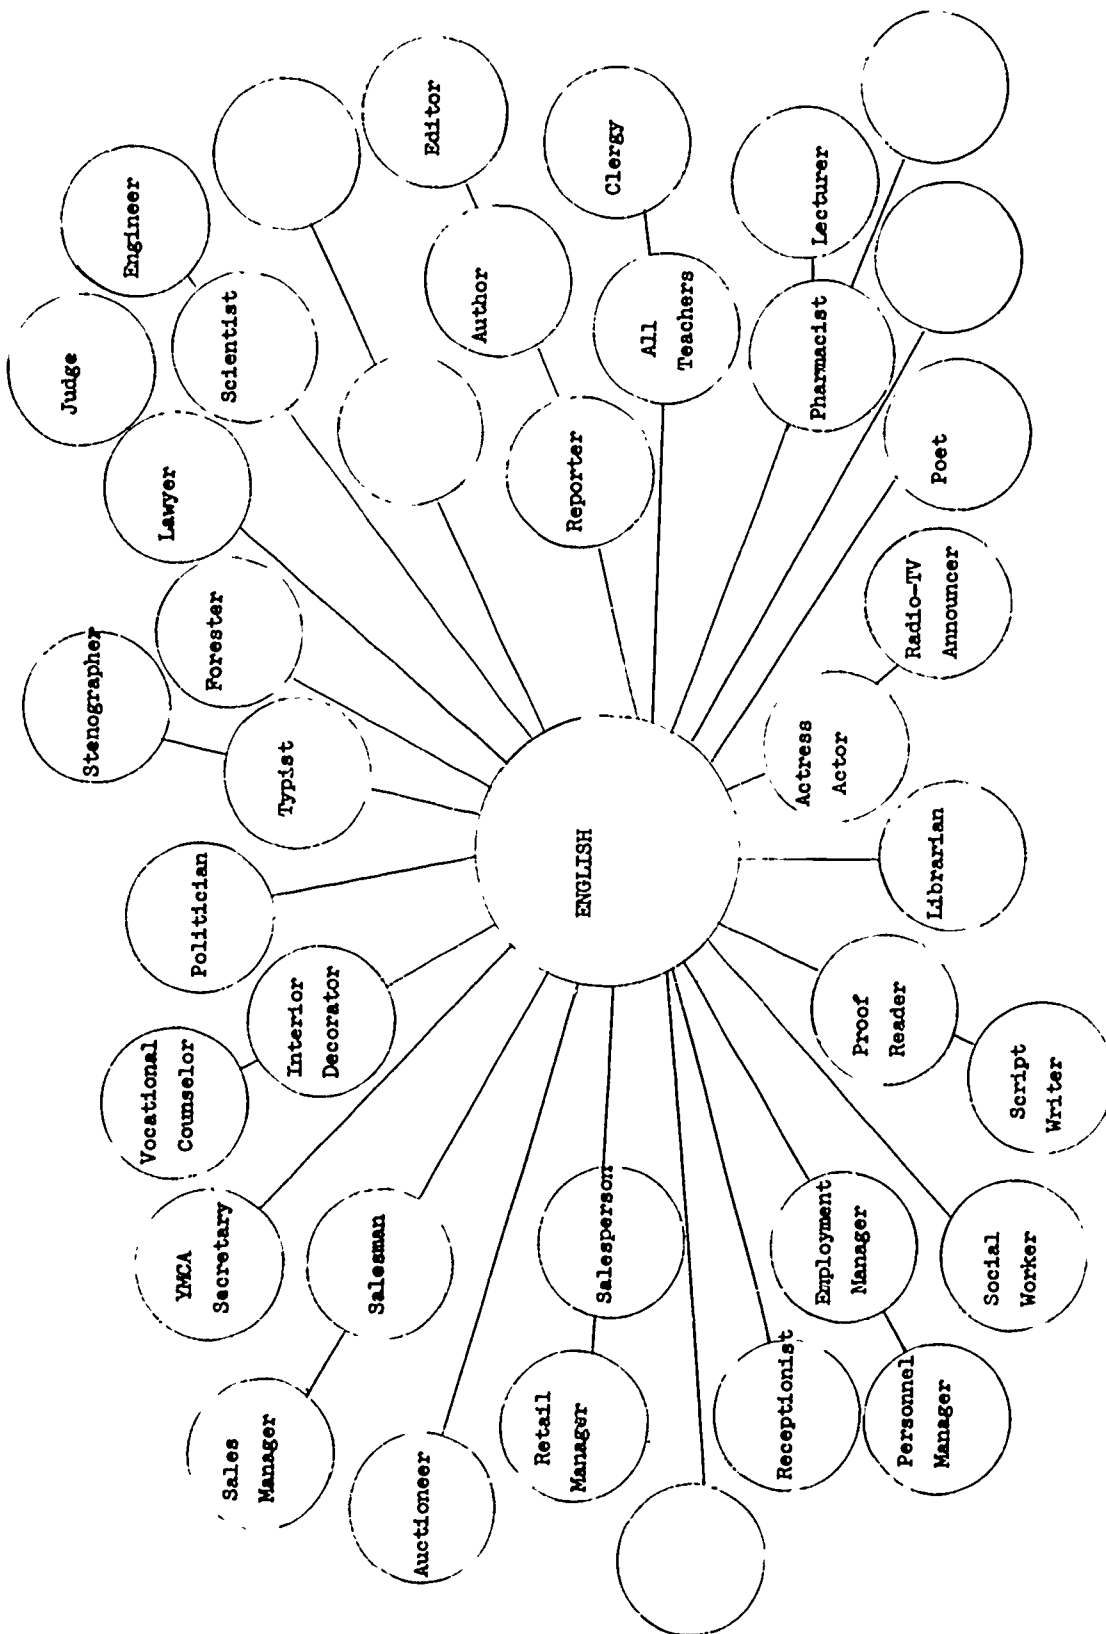 Stenographer
Judge
Engineer
Lawyer
Scientist
Forester
Typist
Politician
Vocational
Counselor
Interior
Decorator
YMCA
Secretary
Sales
Manager
Salesman
Auctioneer
Retail
Manager
Salesperson
ENGLISH
Reporter
Author
Editor
All
Teachers
Clergy
Pharmacist
Lecturer
Poet
Radio-TV
Announcer
Actress
Actor
Librarian
Proof
Reader
Script
Writer
Social
Worker
Employment
Manager
Personnel
Manager
Receptionist